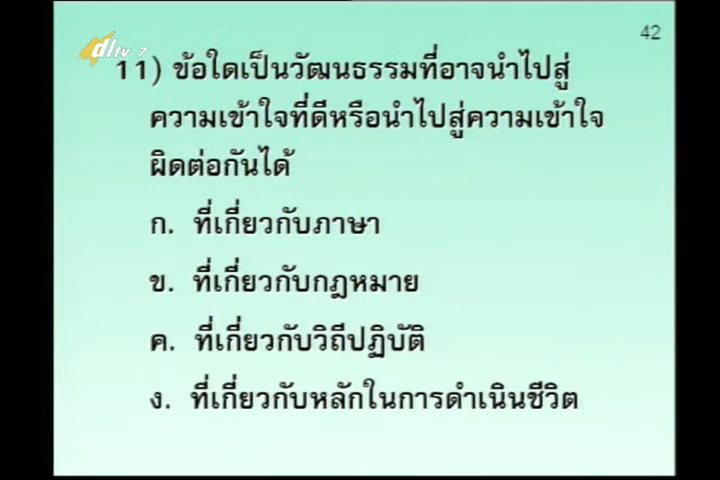 42
dltv 7
11) ข้อใดเป็นวัฒนธรรมที่อาจนำไปสู่
ความเข้าใจที่ดีหรือนำไปสู่ความเข้าใจ
ผิดต่อกันได้
ก. ที่เกี่ยวกับภาษา
ข. ที่เกี่ยวกับกฎหมาย
ค. ที่เกี่ยวกับวิถีปฏิบัติ
ง. ที่เกี่ยวกับหลักในการดำเนินชีวิต